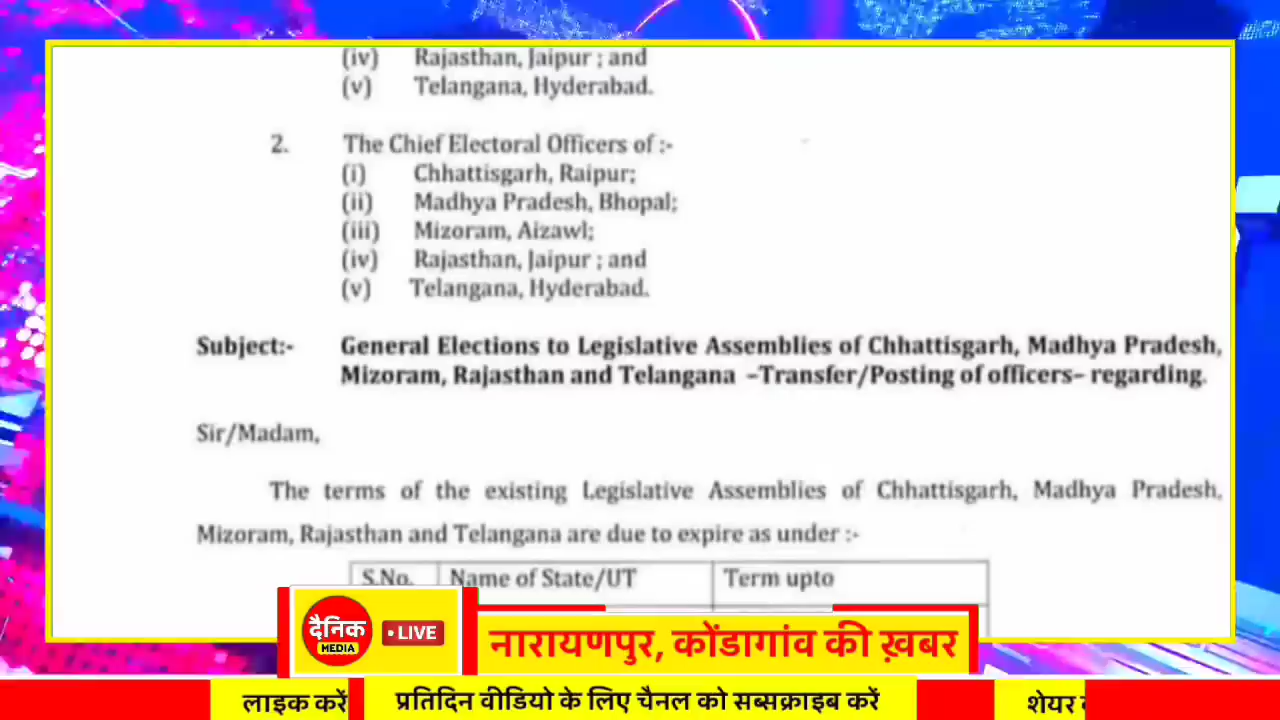 (iv) Rajasthan, Jaipur ; and
(v) Telangana, Hyderabad.
2. The Chief Electoral Officers of :-
(i) Chhattisgarh, Raipur;
(ii) Madhya Pradesh, Bhopal;
(iii) Mizoram, Aizawl;
(iv) Rajasthan, Jaipur ; and
(v) Telangana, Hyderabad.
Subject:- General Elections to Legislative Assemblies of Chhattisgarh, Madhya Pradesh,
Mizoram, Rajasthan and Telangana –Transfer/Posting of officers– regarding.
Sir/Madam,
The terms of the existing Legislative Assemblies of Chhattisgarh, Madhya Pradesh,
Mizoram, Rajasthan and Telangana are due to expire as under :-
S.No. Name of State/UT Term upto
दैनिक
MEDIA
• LIVE
नारायणपुर, कोंडागांव की ख़बर
लाइक करें
प्रतिदिन वीडियो के लिए चैनल को सब्सक्राइब करें
शेयर